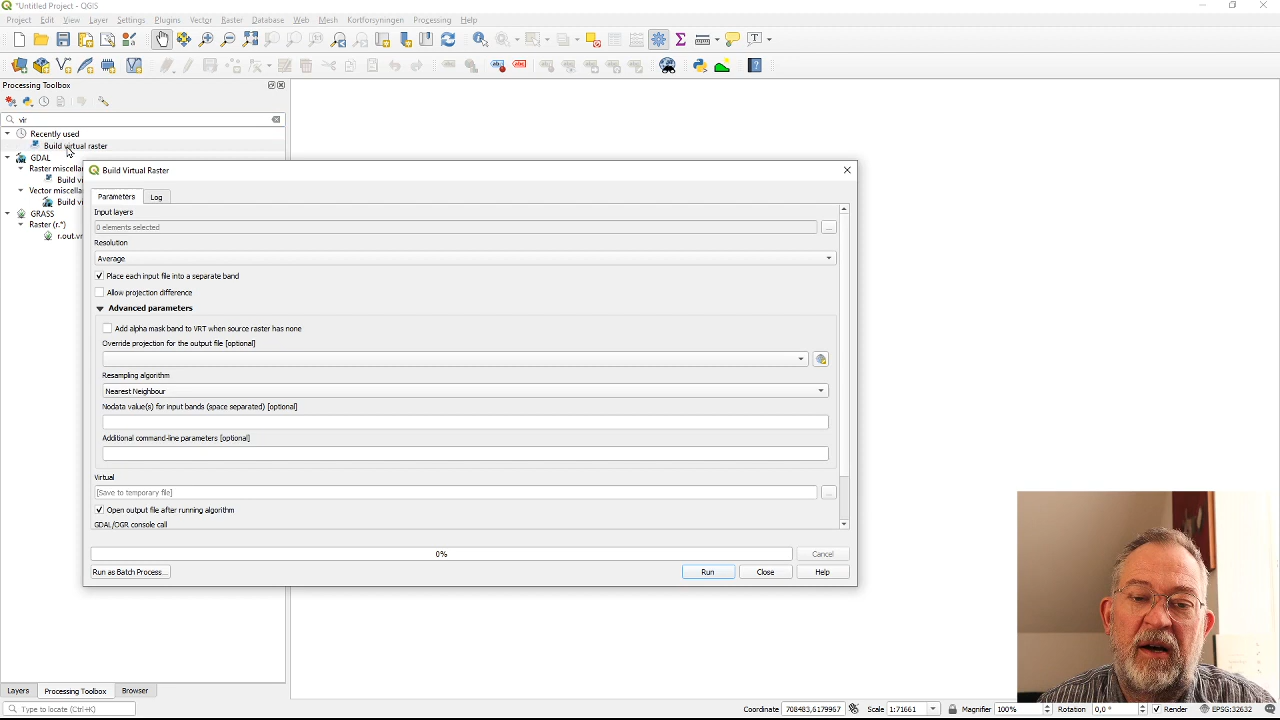 *Untitled Project - QGIS
Project Edit View Layer Settings Plugins Vector Raster Database Web Mesh Kortforsyningen Processing Help
Processing Toolbox
vir
Recently used
Build virtual raster
GDAL
Raster miscella
Build vi
Vector miscella
Build vi
GRASS
Raster (r.*)
r.out.vr
Build Virtual Raster
Parameters Log
Input layers
0 elements selected
...
Resolution
Average
Place each input file into a separate band
Allow projection difference
Advanced parameters
Add alpha mask band to VRT when source raster has none
Override projection for the output file [optional]
Resampling algorithm
Nearest Neighbour
Nodata value(s) for input bands (space separated) [optional]
Additional command-line parameters [optional]
Virtual
[Save to temporary file]
...
Open output file after running algorithm
GDAL/OGR console call
0%
Cancel
Run as Batch Process...
Run Close Help
Layers Processing Toolbox Browser
Type to locate (Ctrl+K)
Coordinate 708483,6179967 Scale 1:71661 Magnifier 100% Rotation 0,0 ° Render EPSG:32632